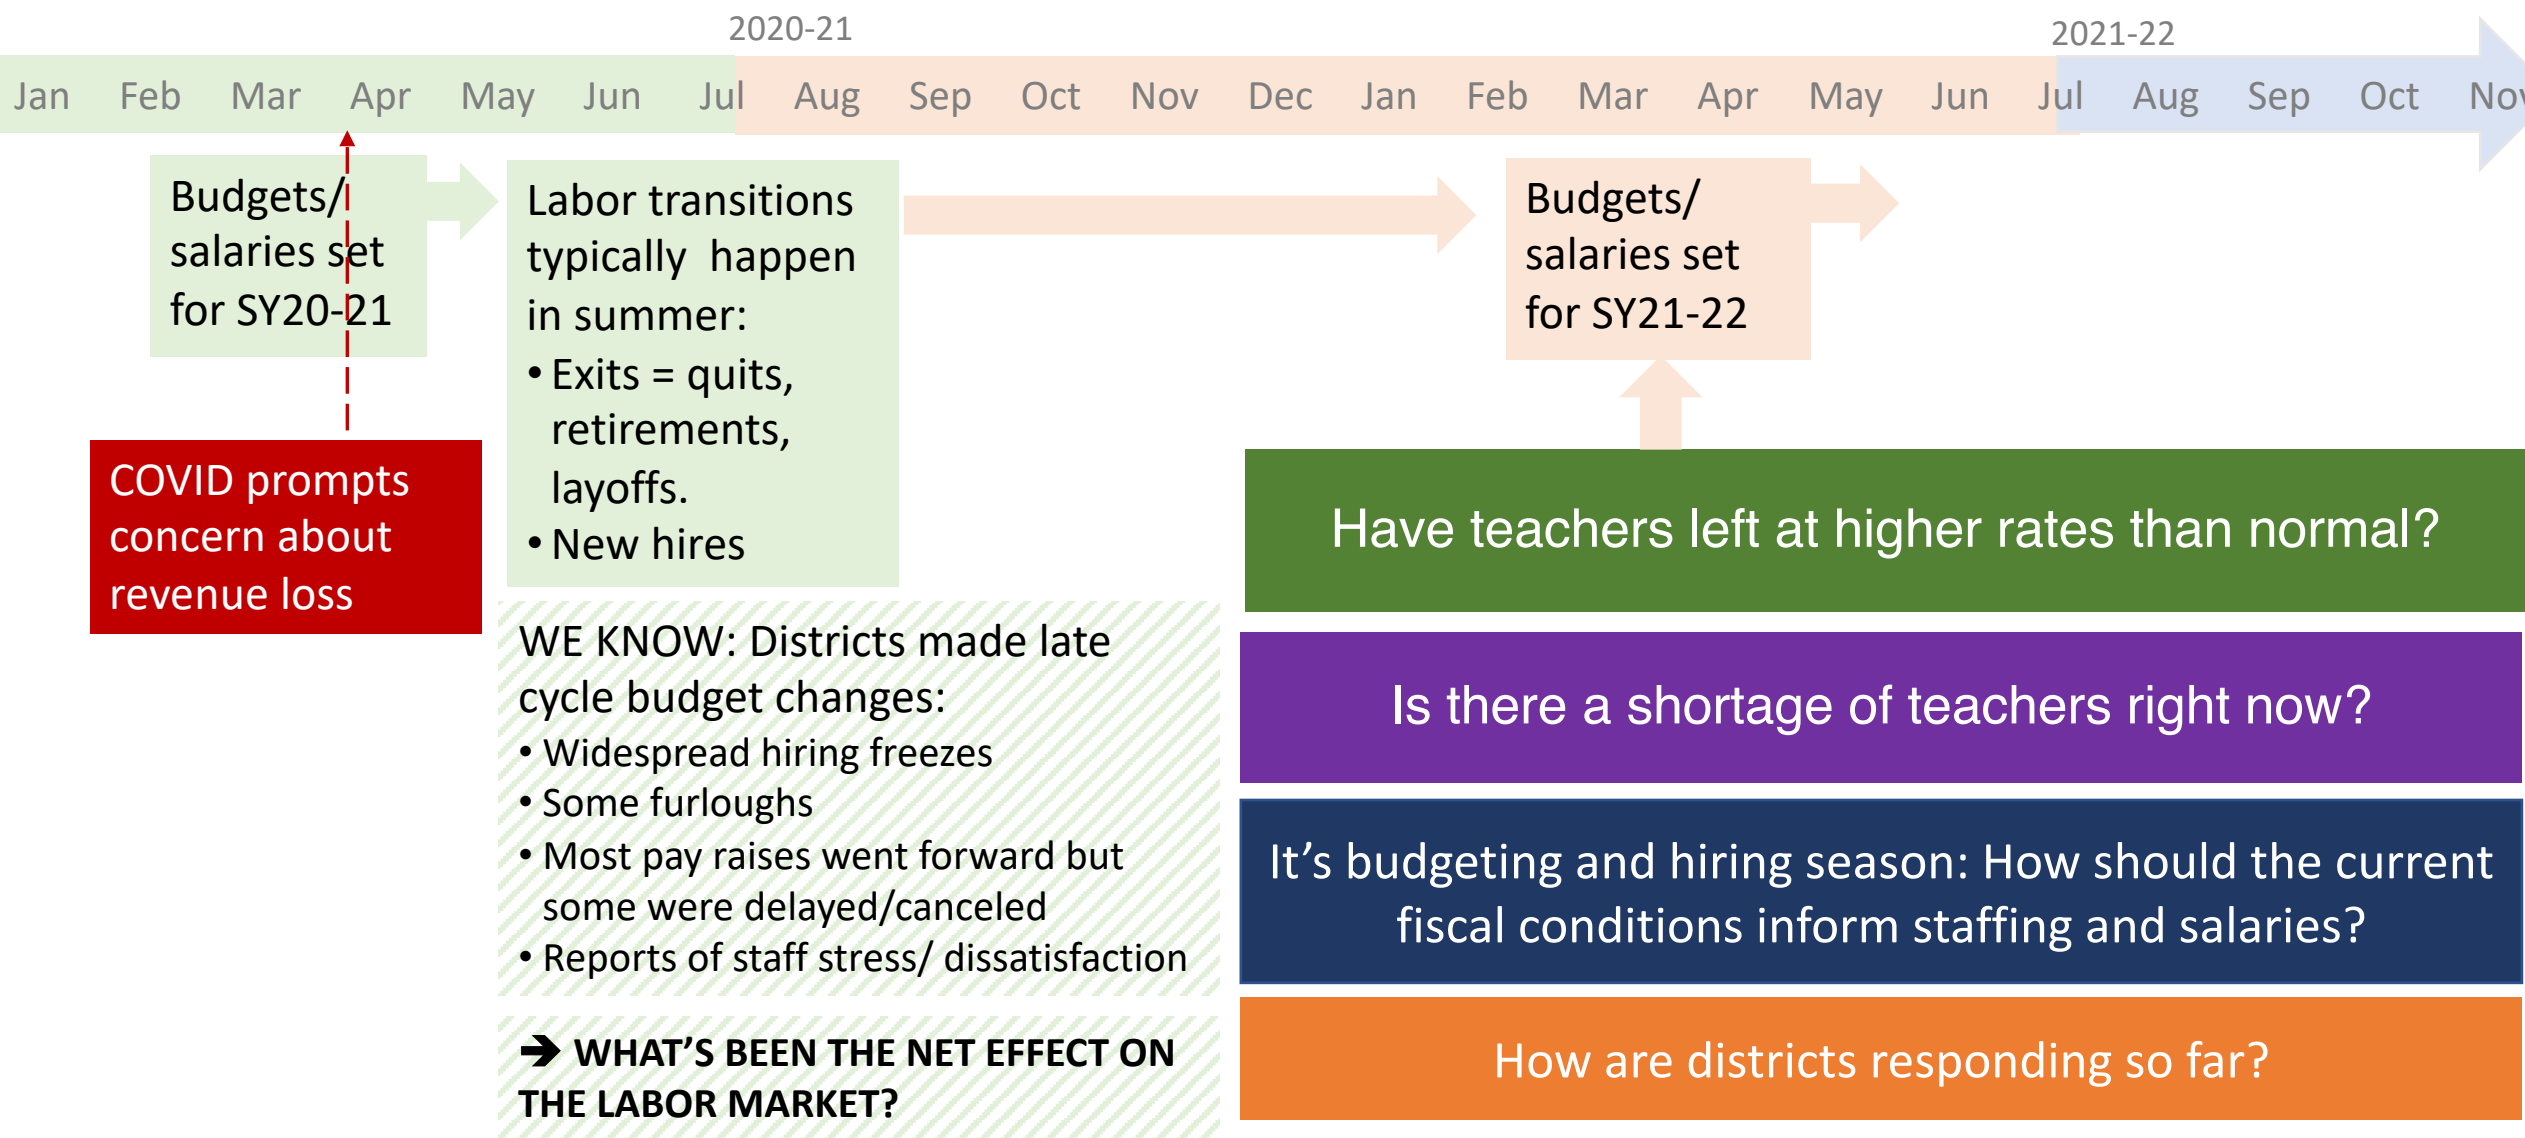 2020-21
2021-22
Jan Feb Mar Apr May Jun Jul Aug Sep Oct Nov Dec Jan Feb Mar Apr May Jun Jul Aug Sep Oct Nov
Budgets/
salaries set
for SY20-21
Labor transitions
typically happen
in summer:
• Exits = quits,
retirements,
layoffs.
• New hires
Budgets/
salaries set
for SY21-22
COVID prompts
concern about
revenue loss
WE KNOW: Districts made late
cycle budget changes:
• Widespread hiring freezes
• Some furloughs
• Most pay raises went forward but
some were delayed/canceled
• Reports of staff stress/ dissatisfaction
➔ WHAT’S BEEN THE NET EFFECT ON
THE LABOR MARKET?
Have teachers left at higher rates than normal?
Is there a shortage of teachers right now?
It’s budgeting and hiring season: How should the current
fiscal conditions inform staffing and salaries?
How are districts responding so far?